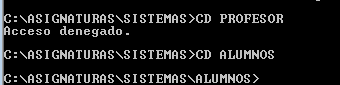 C:\ASIGNATURAS\SISTEMAS>CD PROFESOR
Acceso denegado.
C:\ASIGNATURAS\SISTEMAS>CD ALUMNOS
C:\ASIGNATURAS\SISTEMAS\ALUMNOS>